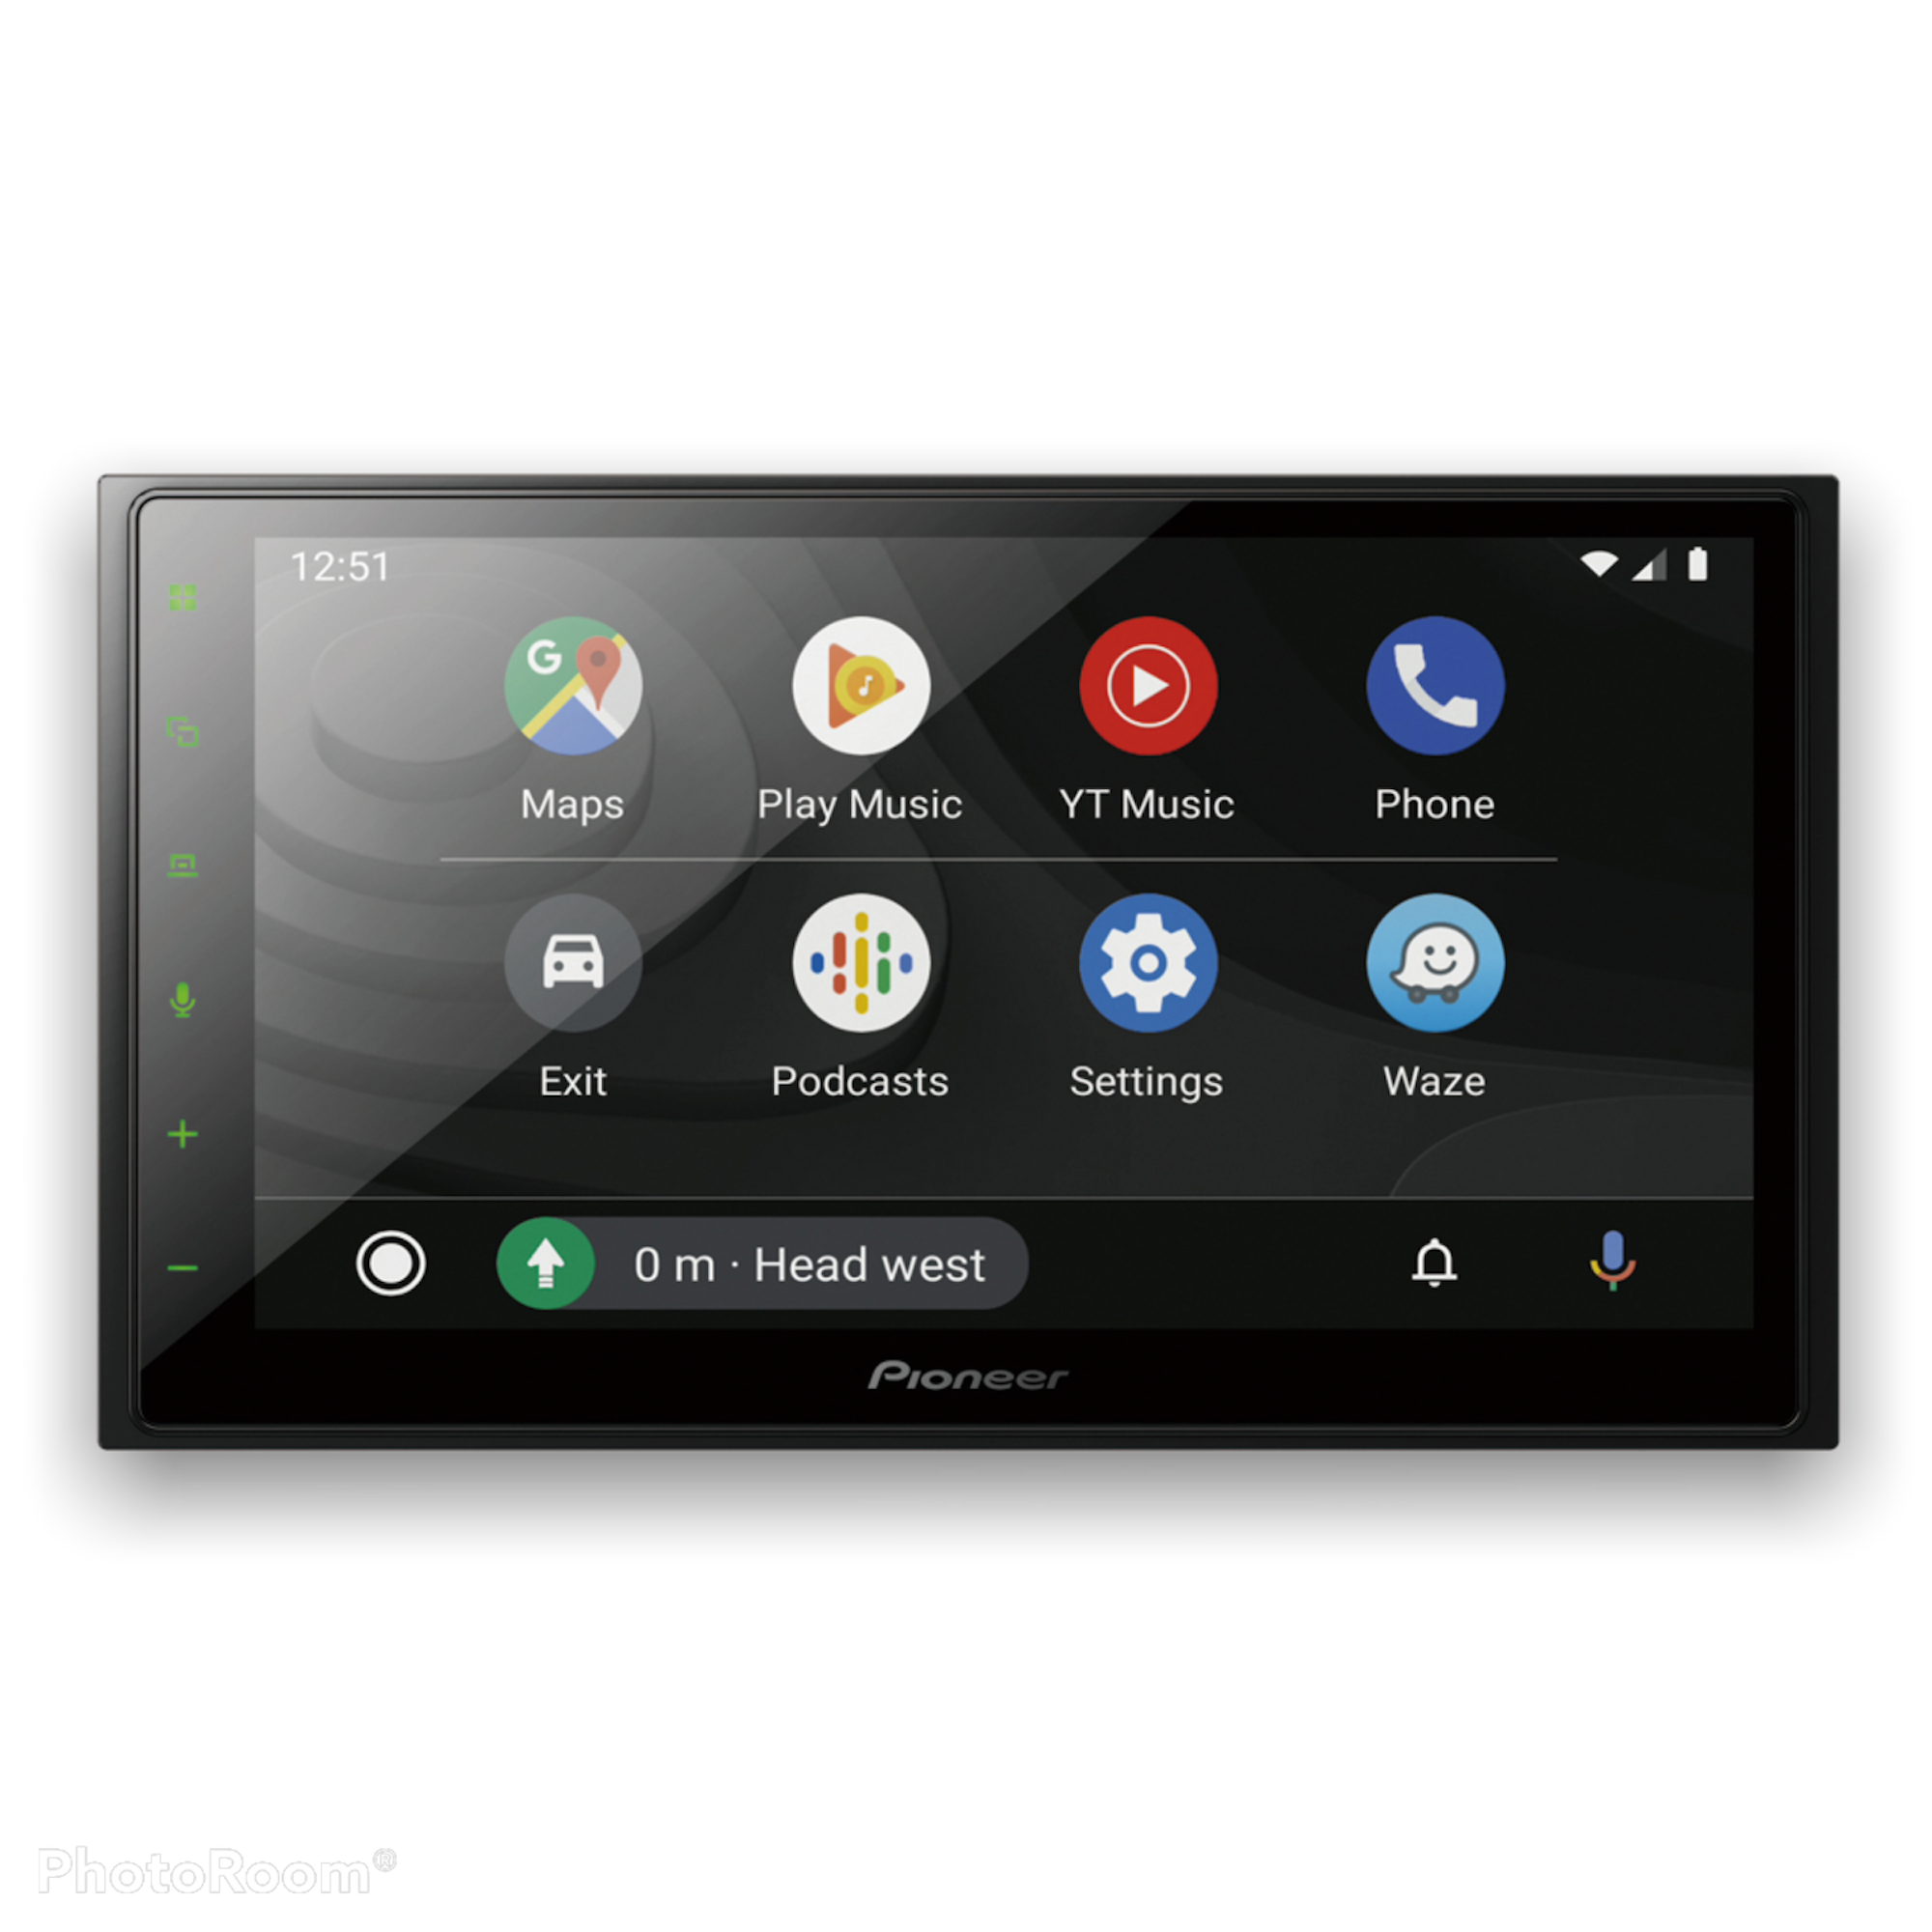 12:51
G
Maps
Play Music
YT Music
Phone
Exit
Podcasts
Settings
Waze
0 m · Head west
Pioneer
PhotoRoom®